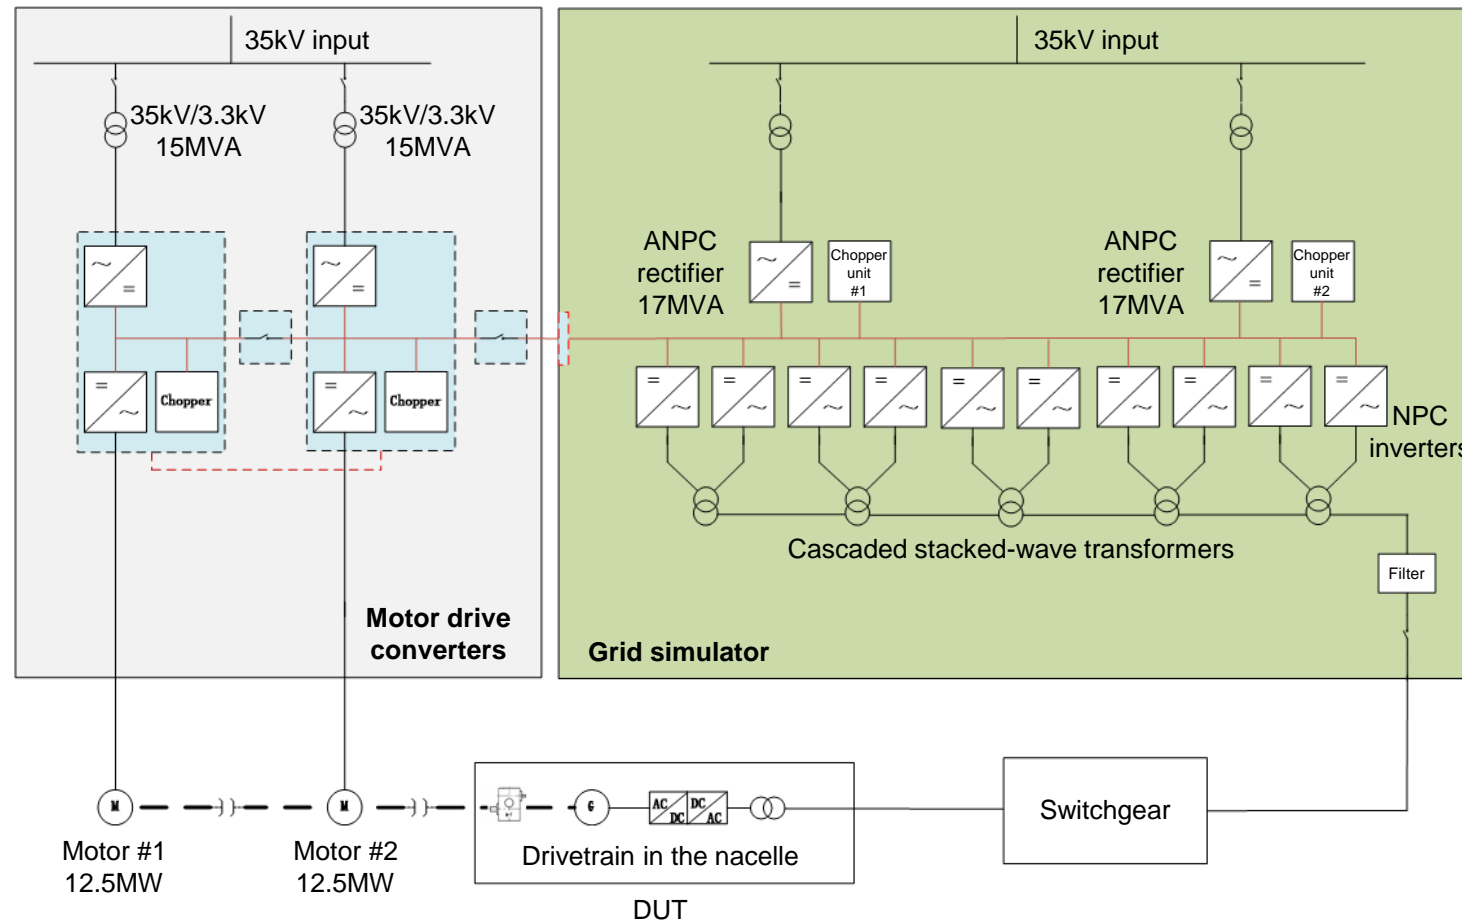 35kV input
35kV/3.3kV
15MVA
35kV/3.3kV
15MVA
Chopper
Chopper
Motor drive
converters
35kV input
ANPC
rectifier
17MVA
Chopper
unit
#1
ANPC
rectifier
17MVA
Chopper
unit
#2
NPC
inverters
Cascaded stacked-wave transformers
Filter
Grid simulator
M
M
G
AC
DC
DC
AC
Motor #1
12.5MW
Motor #2
12.5MW
Drivetrain in the nacelle
DUT
Switchgear